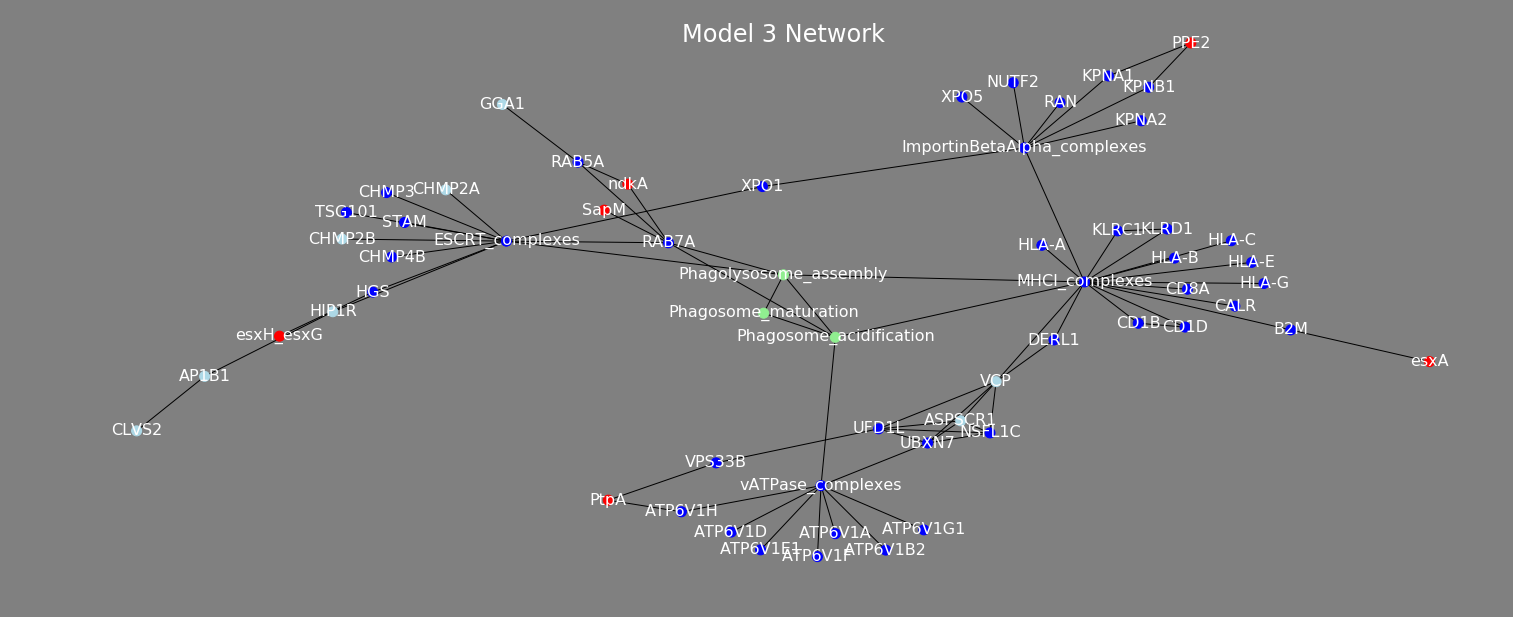 Model 3 Network
PPE2
KPNA1
NUTF2
KPNB1
XPO5
RAN
GGA1
KPNA2
ImportinBetaAlpha_complexes
RAB5A
ndkA
XPO1
CHMP2A
CHMP3
SapM
TSG101
STAM
KLRC1
KLRD1
CHMP2B
ESCRT_complexes
RAB7A
HLA-C
HLA-A
CHMP4B
HLA-B
HLA-E
Phagolysosome_assembly
MHCI_complexes
HLA-G
HGS
CD8A
CALR
HIP1R
Phagosome_maturation
CD1B
CD1D
B2M
esxH_esxG
Phagosome_acidification
DERL1
esxA
AP1B1
VCP
ASPSCR1
CLVS2
UFD1L
NSFL1C
UBXN7
VPS33B
vATPase_complexes
PtpA
ATP6V1H
ATP6V1D
ATP6V1A
ATP6V1G1
ATP6V1E1
ATP6V1F
ATP6V1B2